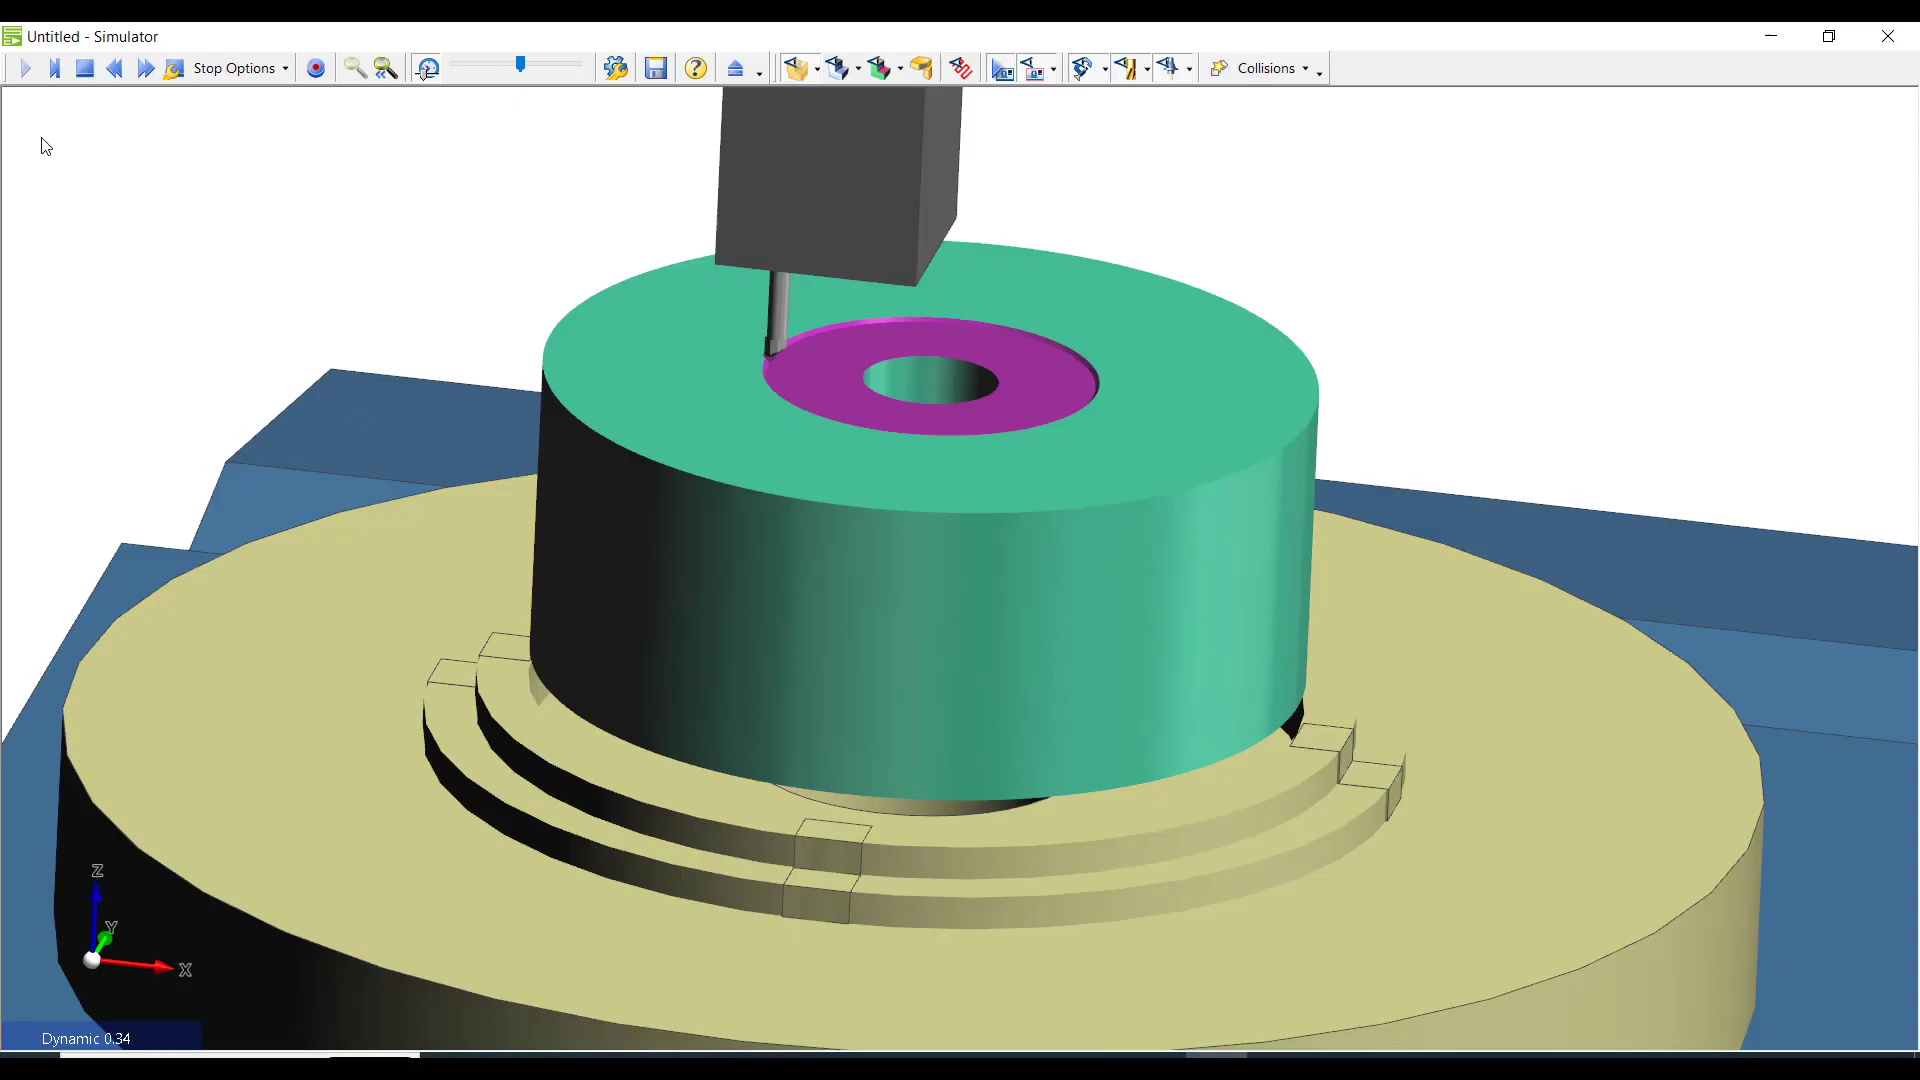 Untitled - Simulator
Stop Options
Collisions
Z
Y
X
Dynamic 0.34